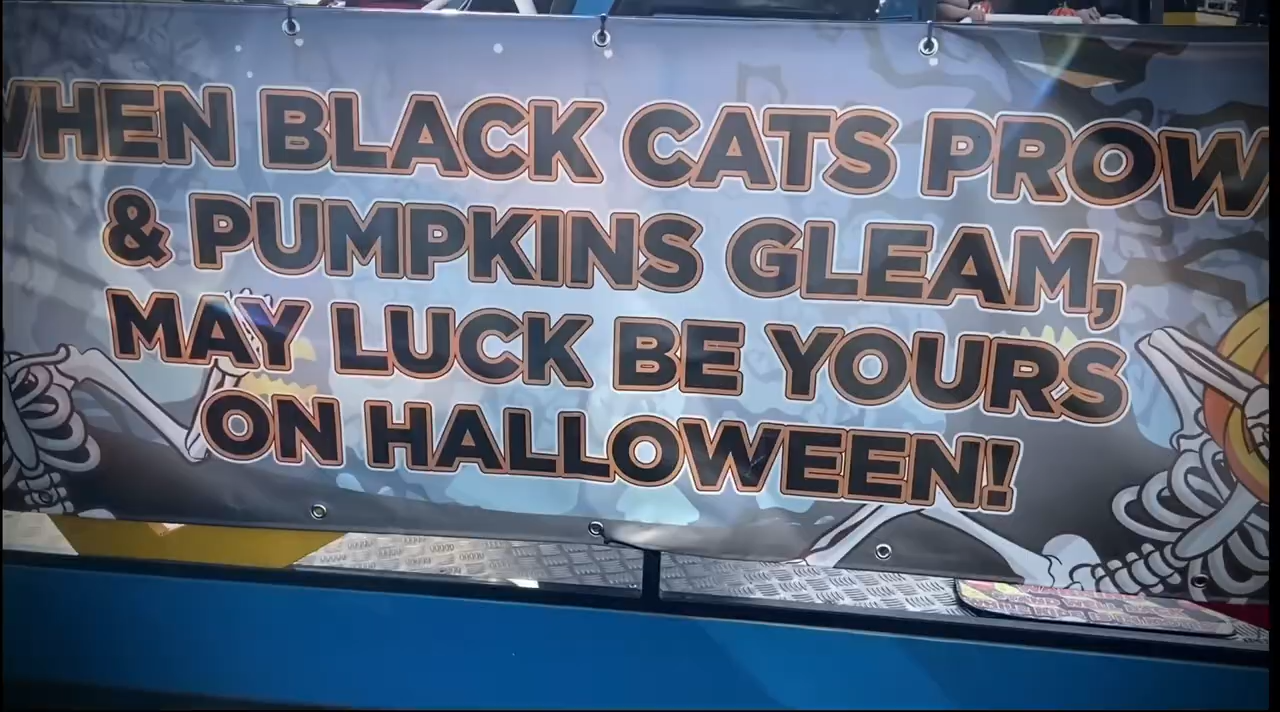 WHEN BLACK CATS PROW
& PUMPKINS GLEAM,
MAY LUCK BE YOURS
ON HALLOWEEN!